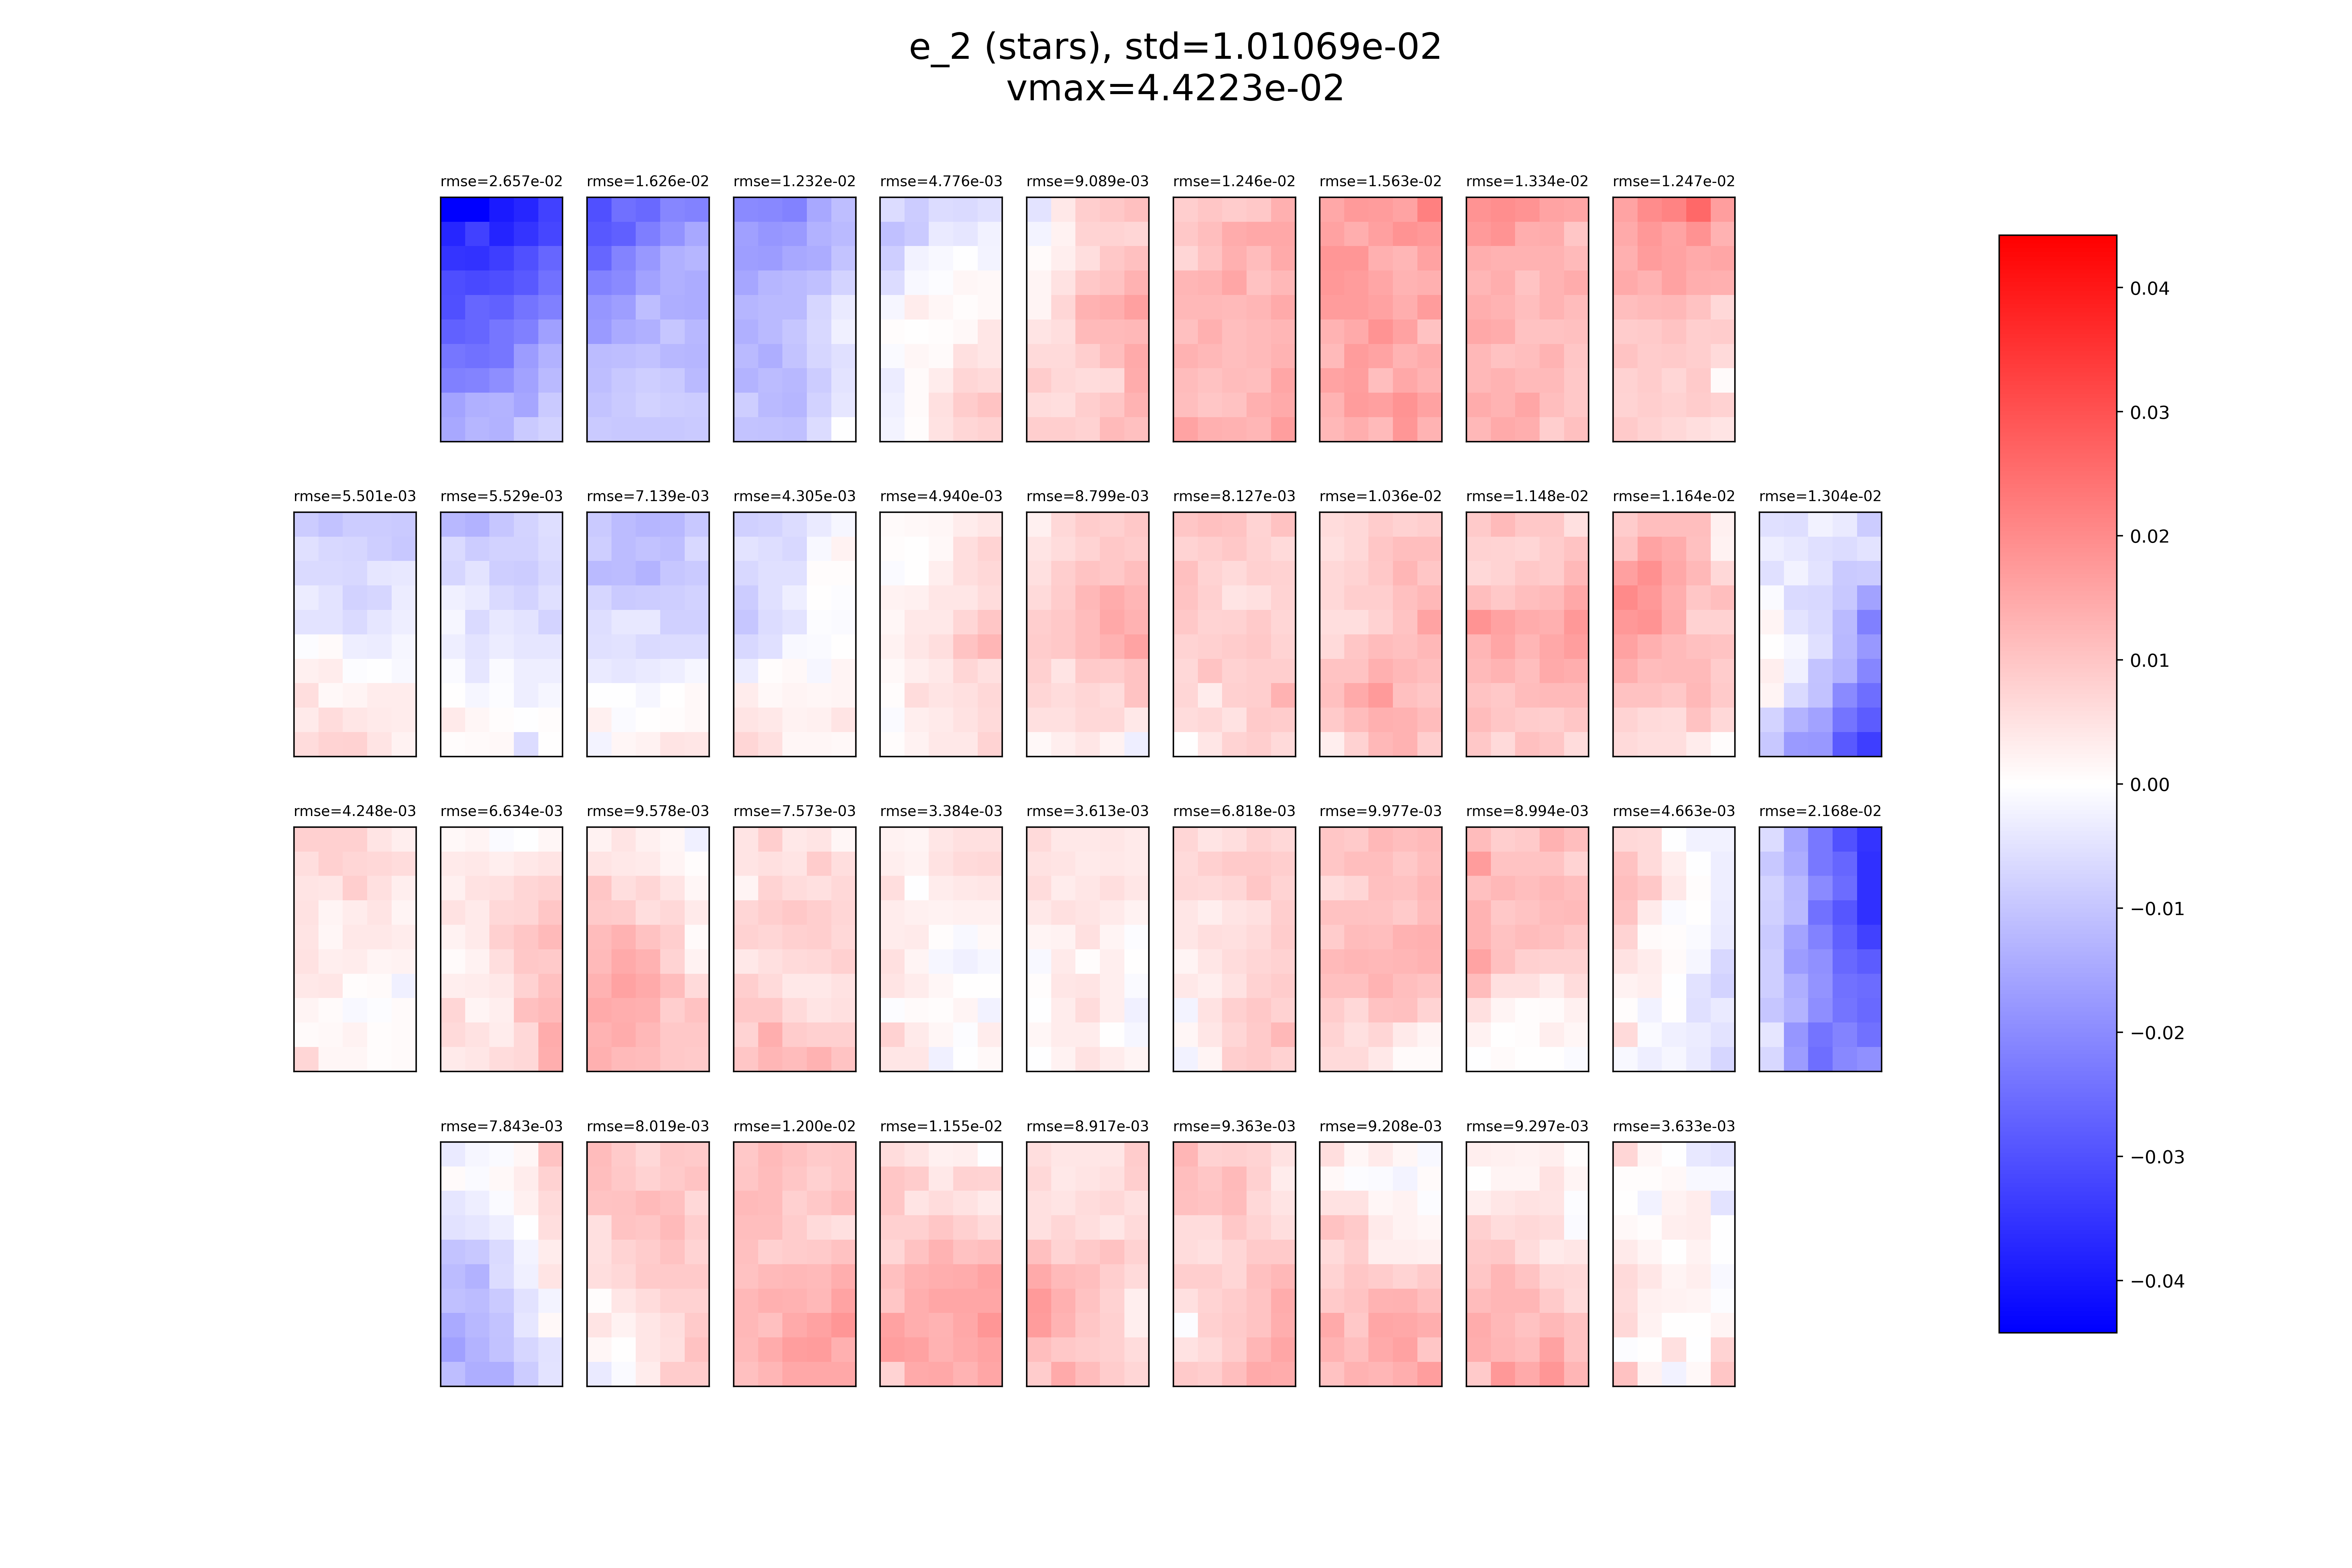 e_2 (stars), std=1.01069e-02
vmax=4.4223e-02
rmse=2.657e-02 rmse=1.626e-02 rmse=1.232e-02 rmse=4.776e-03 rmse=9.089e-03 rmse=1.246e-02 rmse=1.563e-02 rmse=1.334e-02 rmse=1.247e-02
rmse=5.501e-03 rmse=5.529e-03 rmse=7.139e-03 rmse=4.305e-03 rmse=4.940e-03 rmse=8.799e-03 rmse=8.127e-03 rmse=1.036e-02 rmse=1.148e-02 rmse=1.164e-02 rmse=1.304e-02
rmse=4.248e-03 rmse=6.634e-03 rmse=9.578e-03 rmse=7.573e-03 rmse=3.384e-03 rmse=3.613e-03 rmse=6.818e-03 rmse=9.977e-03 rmse=8.994e-03 rmse=4.663e-03 rmse=2.168e-02
rmse=7.843e-03 rmse=8.019e-03 rmse=1.200e-02 rmse=1.155e-02 rmse=8.917e-03 rmse=9.363e-03 rmse=9.208e-03 rmse=9.297e-03 rmse=3.633e-03
0.04
0.03
0.02
0.01
0.00
−0.01
−0.02
−0.03
−0.04